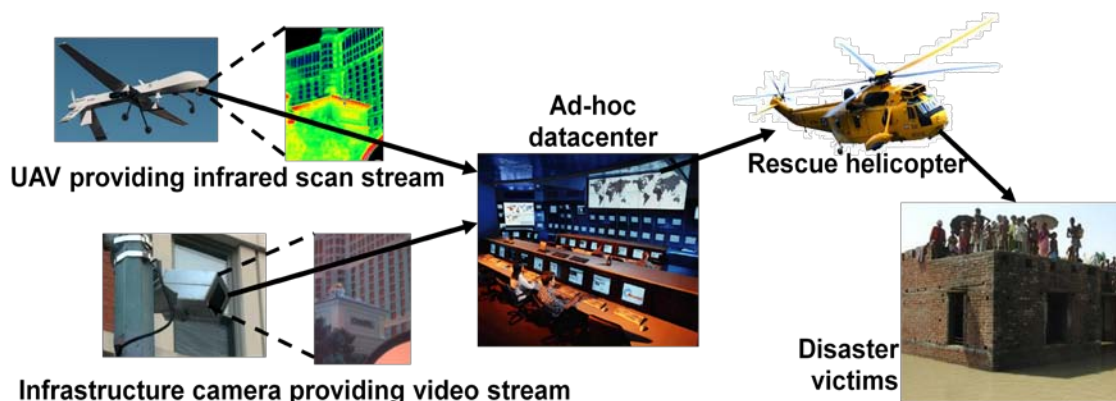 UAV providing infrared scan stream
Ad-hoc
datacenter
Rescue helicopter
Infrastructure camera providing video stream
Disaster
victims